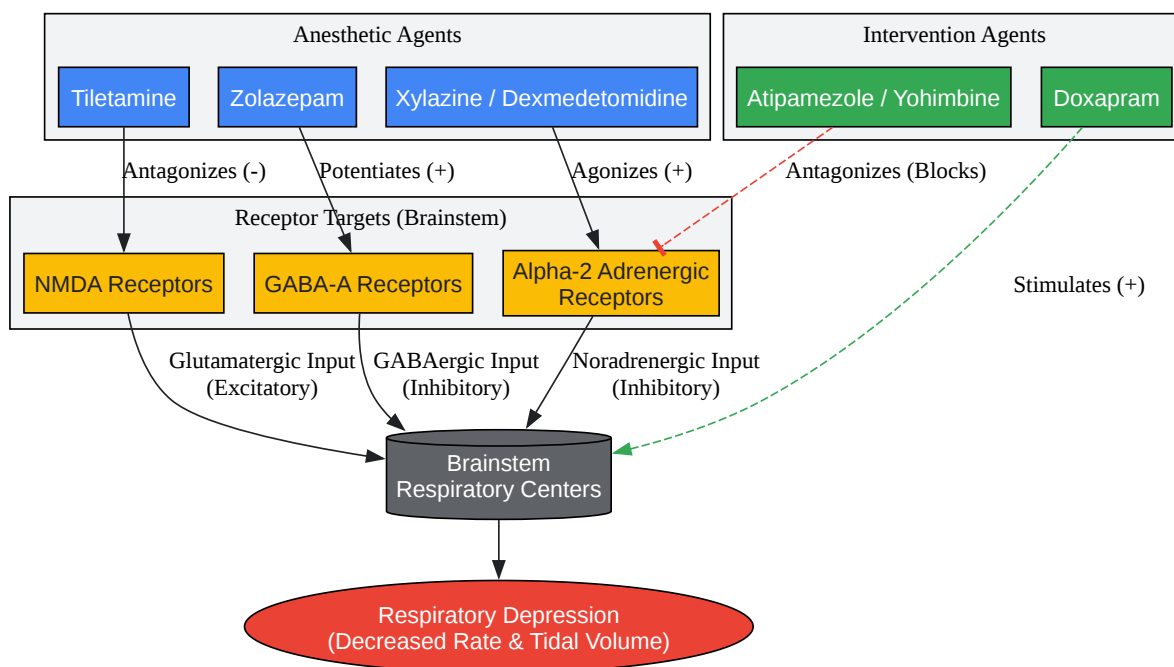 Anesthetic Agents
Intervention Agents
Tiletamine
Zolazepam
Xylazine / Dexmedetomidine
Atipamezole / Yohimbine
Doxapram
Antagonizes (-)
Potentiates (+)
Agonizes (+)
Antagonizes (Blocks)
Receptor Targets (Brainstem)
NMDA Receptors
GABA-A Receptors
Alpha-2 Adrenergic
Receptors
Stimulates (+)
Glutamatergic Input
(Excitatory)
GABAergic Input
(Inhibitory)
Noradrenergic Input
(Inhibitory)
Brainstem
Respiratory Centers
Respiratory Depression
(Decreased Rate & Tidal Volume)